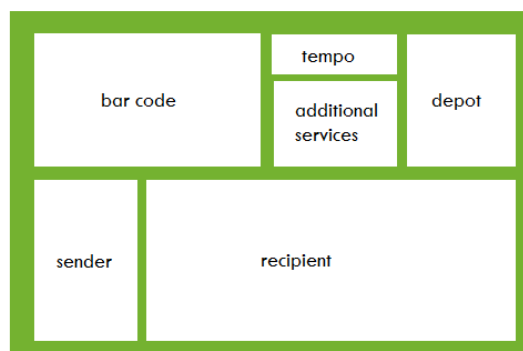 bar code
tempo
additional
services
depot
sender
recipient